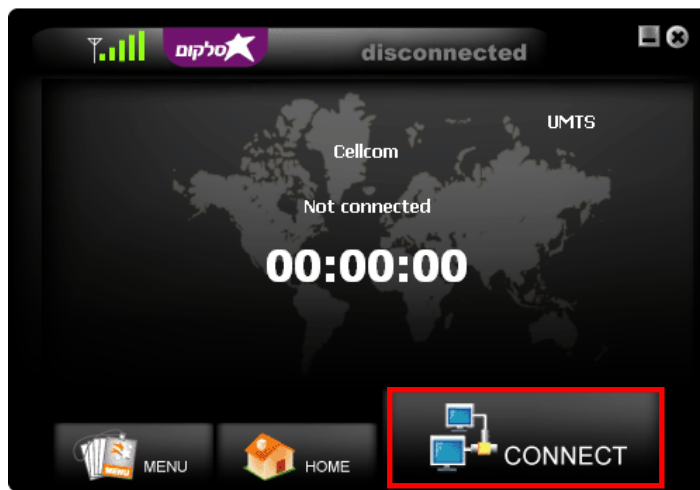 סלקום
disconnected
UMTS
Cellcom
Not connected
00:00:00
MENU
MENU
HOME
CONNECT